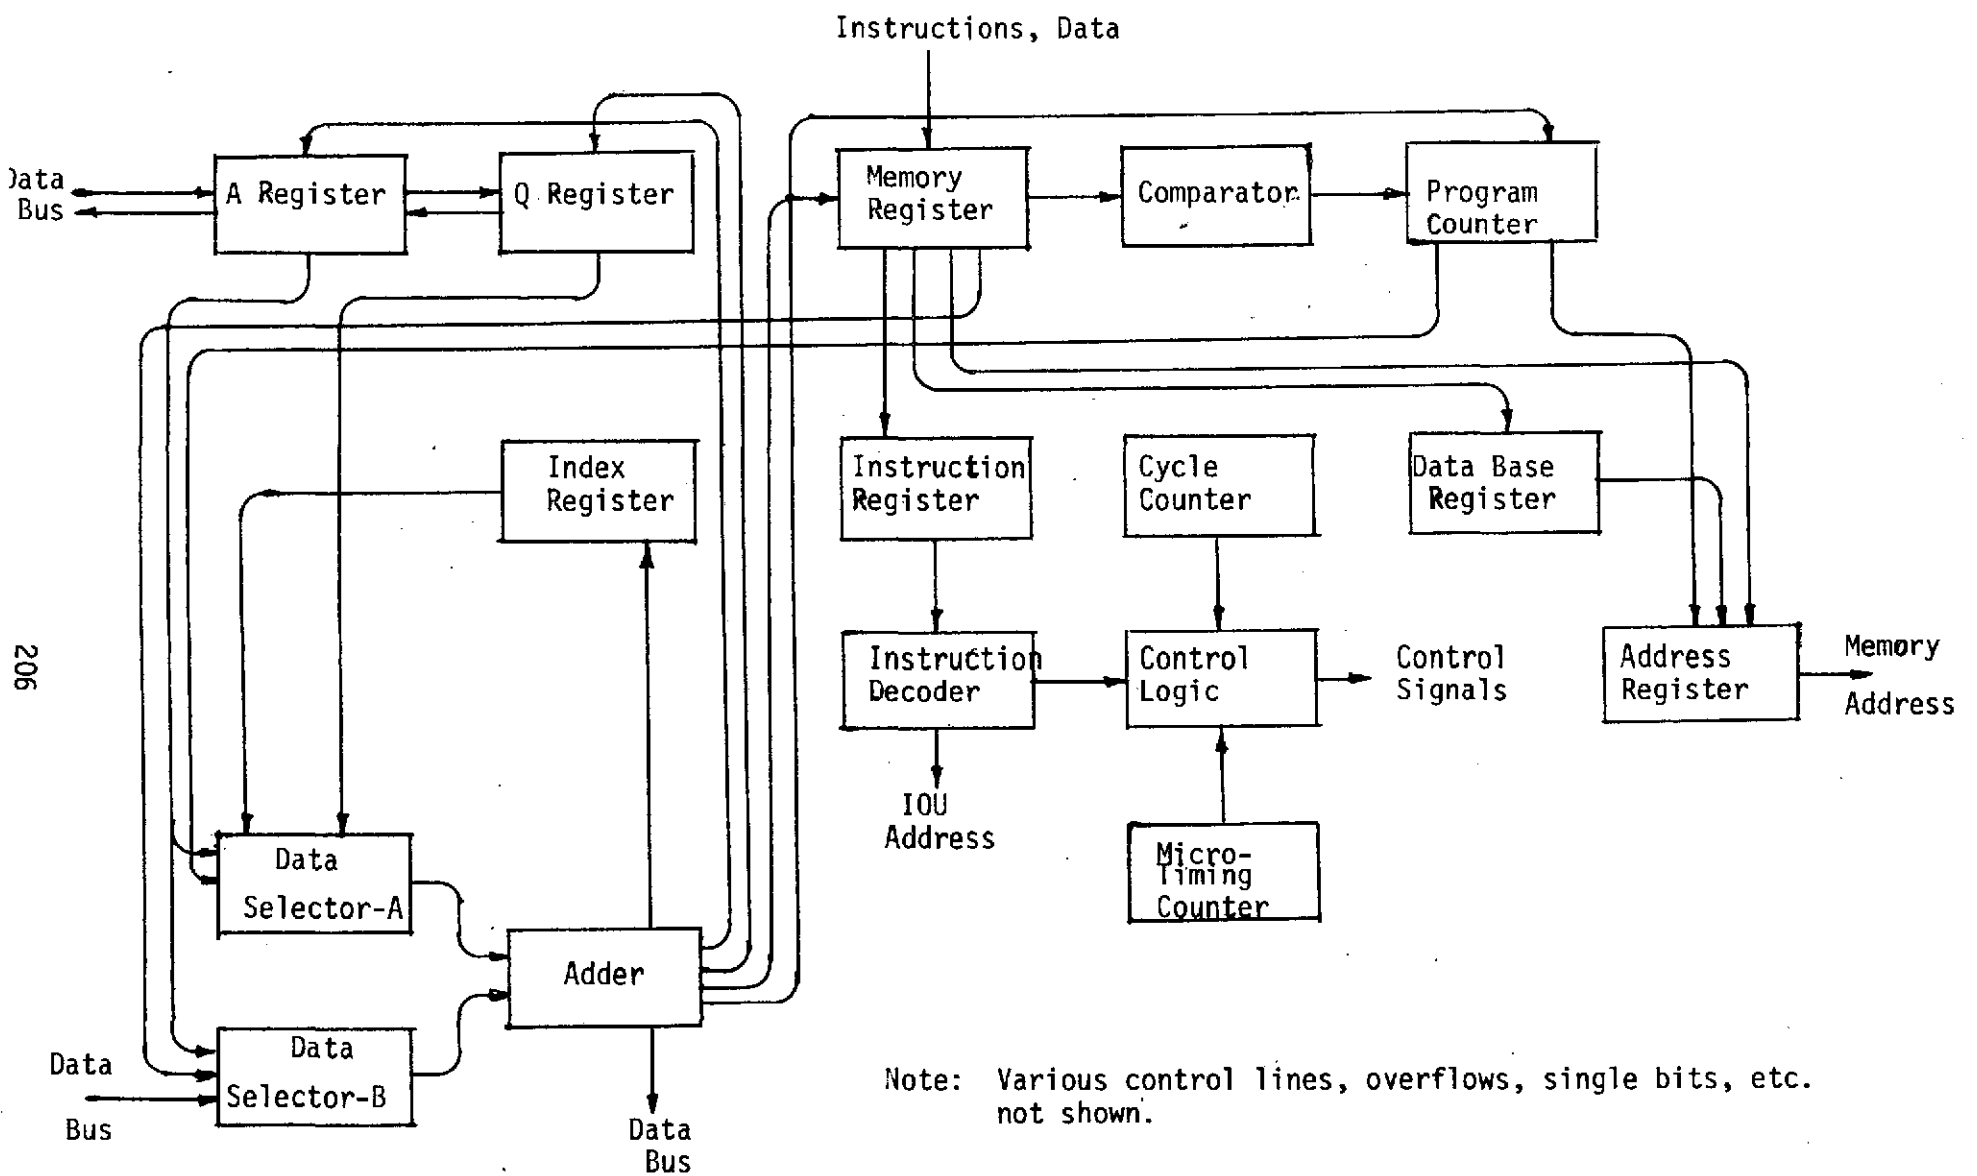 Instructions, Data
Data
Bus
A Register
Q Register
Memory
Register
Comparator
Program
Counter
Index
Register
Instruction
Register
Cycle
Counter
Data Base
Register
206
Instruction
Decoder
Control
Logic
Control
Signals
Address
Register
Memory
Address
IOU
Address
Micro-
Timing
Counter
Data
Selector-A
Adder
Data
Bus
Data
Selector-B
Data
Bus
Note: Various control lines, overflows, single bits, etc.
not shown.